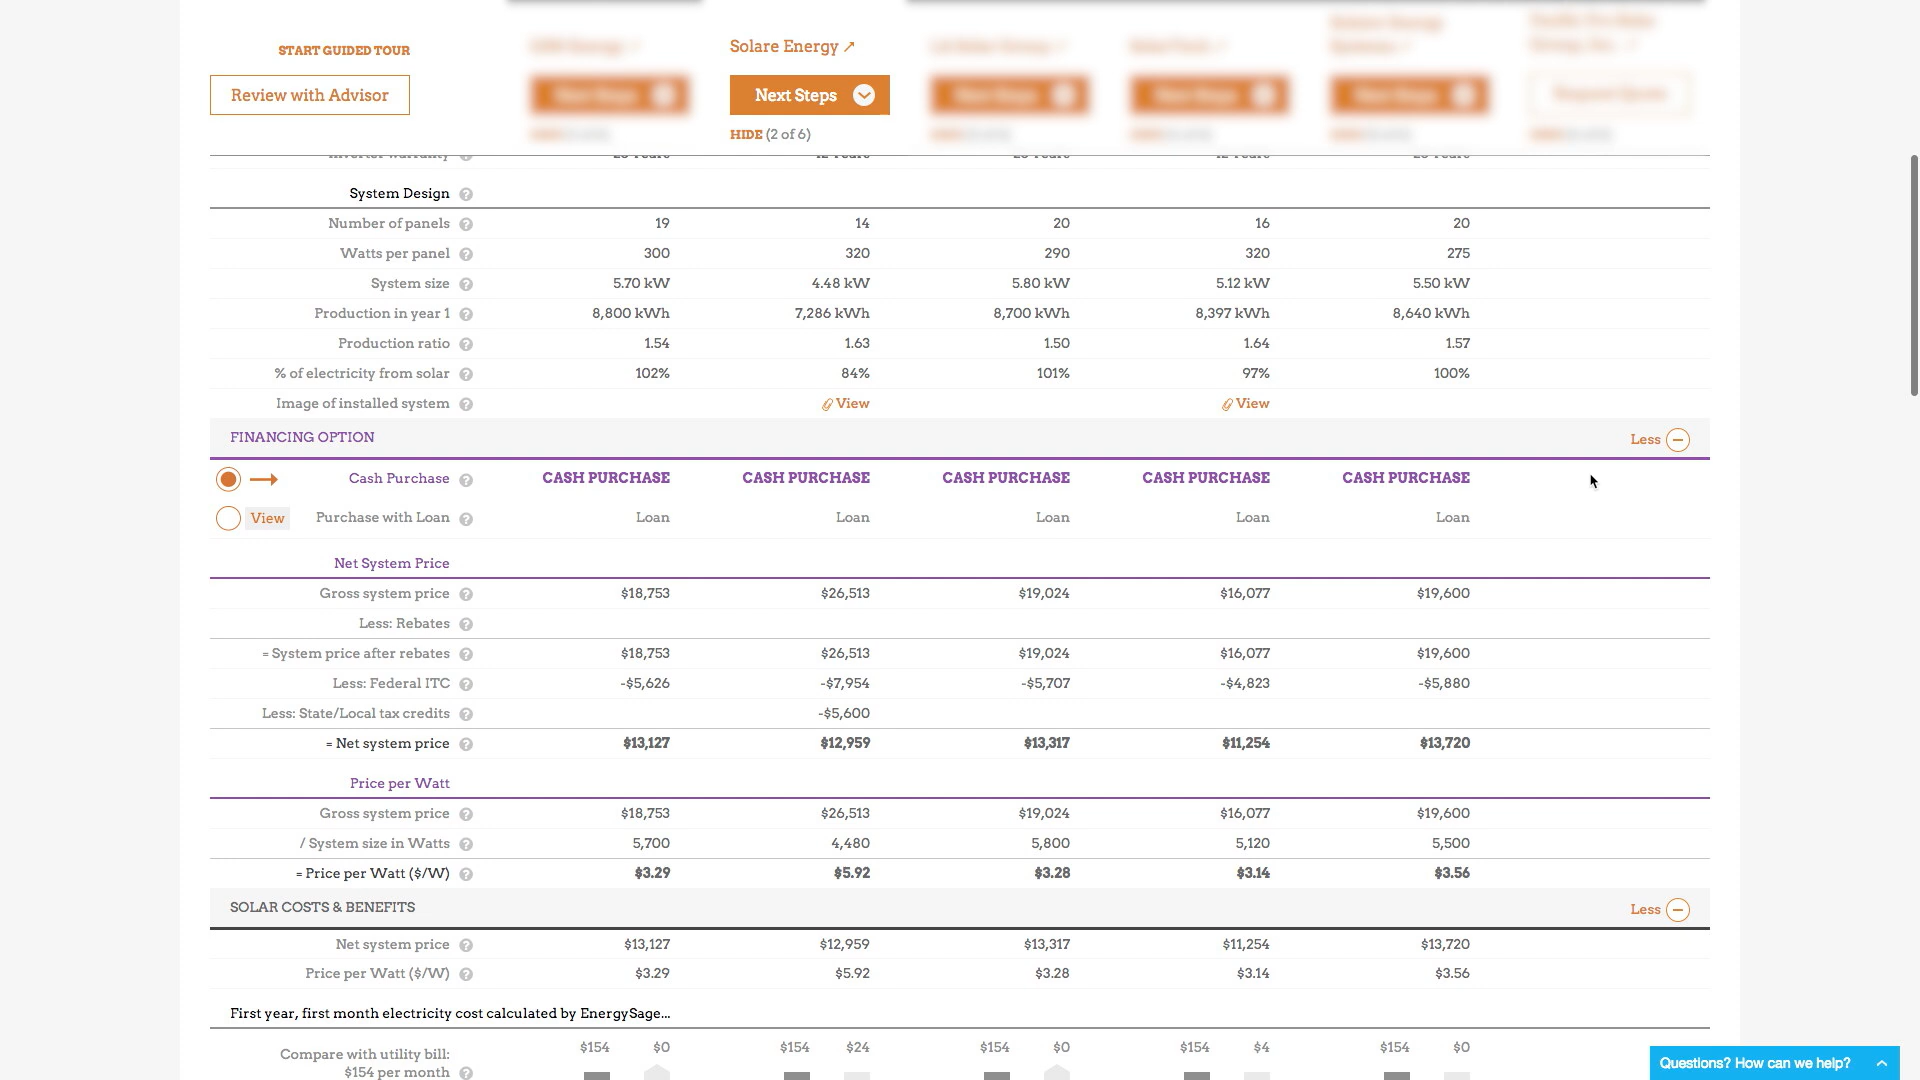 START GUIDED TOUR
Review with Advisor
Solare Energy ↗
Next Steps
HIDE (2 of 6)
System Design ?
Number of panels ? 19 14 20 16 20
Watts per panel ? 300 320 290 320 275
System size ? 5.70 kW 4.48 kW 5.80 kW 5.12 kW 5.50 kW
Production in year 1 ? 8,800 kWh 7,286 kWh 8,700 kWh 8,397 kWh 8,640 kWh
Production ratio ? 1.54 1.63 1.50 1.64 1.57
% of electricity from solar ? 102% 84% 101% 97% 100%
Image of installed system ? View View
FINANCING OPTION Less
Cash Purchase ? CASH PURCHASE CASH PURCHASE CASH PURCHASE CASH PURCHASE CASH PURCHASE
View Purchase with Loan ? Loan Loan Loan Loan Loan
Net System Price
Gross system price ? $18,753 $26,513 $19,024 $16,077 $19,600
Less: Rebates ?
= System price after rebates ? $18,753 $26,513 $19,024 $16,077 $19,600
Less: Federal ITC ? -$5,626 -$7,954 -$5,707 -$4,823 -$5,880
Less: State/Local tax credits ? -$5,600
= Net system price ? $13,127 $12,959 $13,317 $11,254 $13,720
Price per Watt
Gross system price ? $18,753 $26,513 $19,024 $16,077 $19,600
/ System size in Watts ? 5,700 4,480 5,800 5,120 5,500
= Price per Watt ($/W) ? $3.29 $5.92 $3.28 $3.14 $3.56
SOLAR COSTS & BENEFITS Less
Net system price ? $13,127 $12,959 $13,317 $11,254 $13,720
Price per Watt ($/W) ? $3.29 $5.92 $3.28 $3.14 $3.56
First year, first month electricity cost calculated by EnergySage...
Compare with utility bill: $154 $0 $154 $24 $154 $0 $154 $4 $154 $0
$154 per month ?
Questions? How can we help?